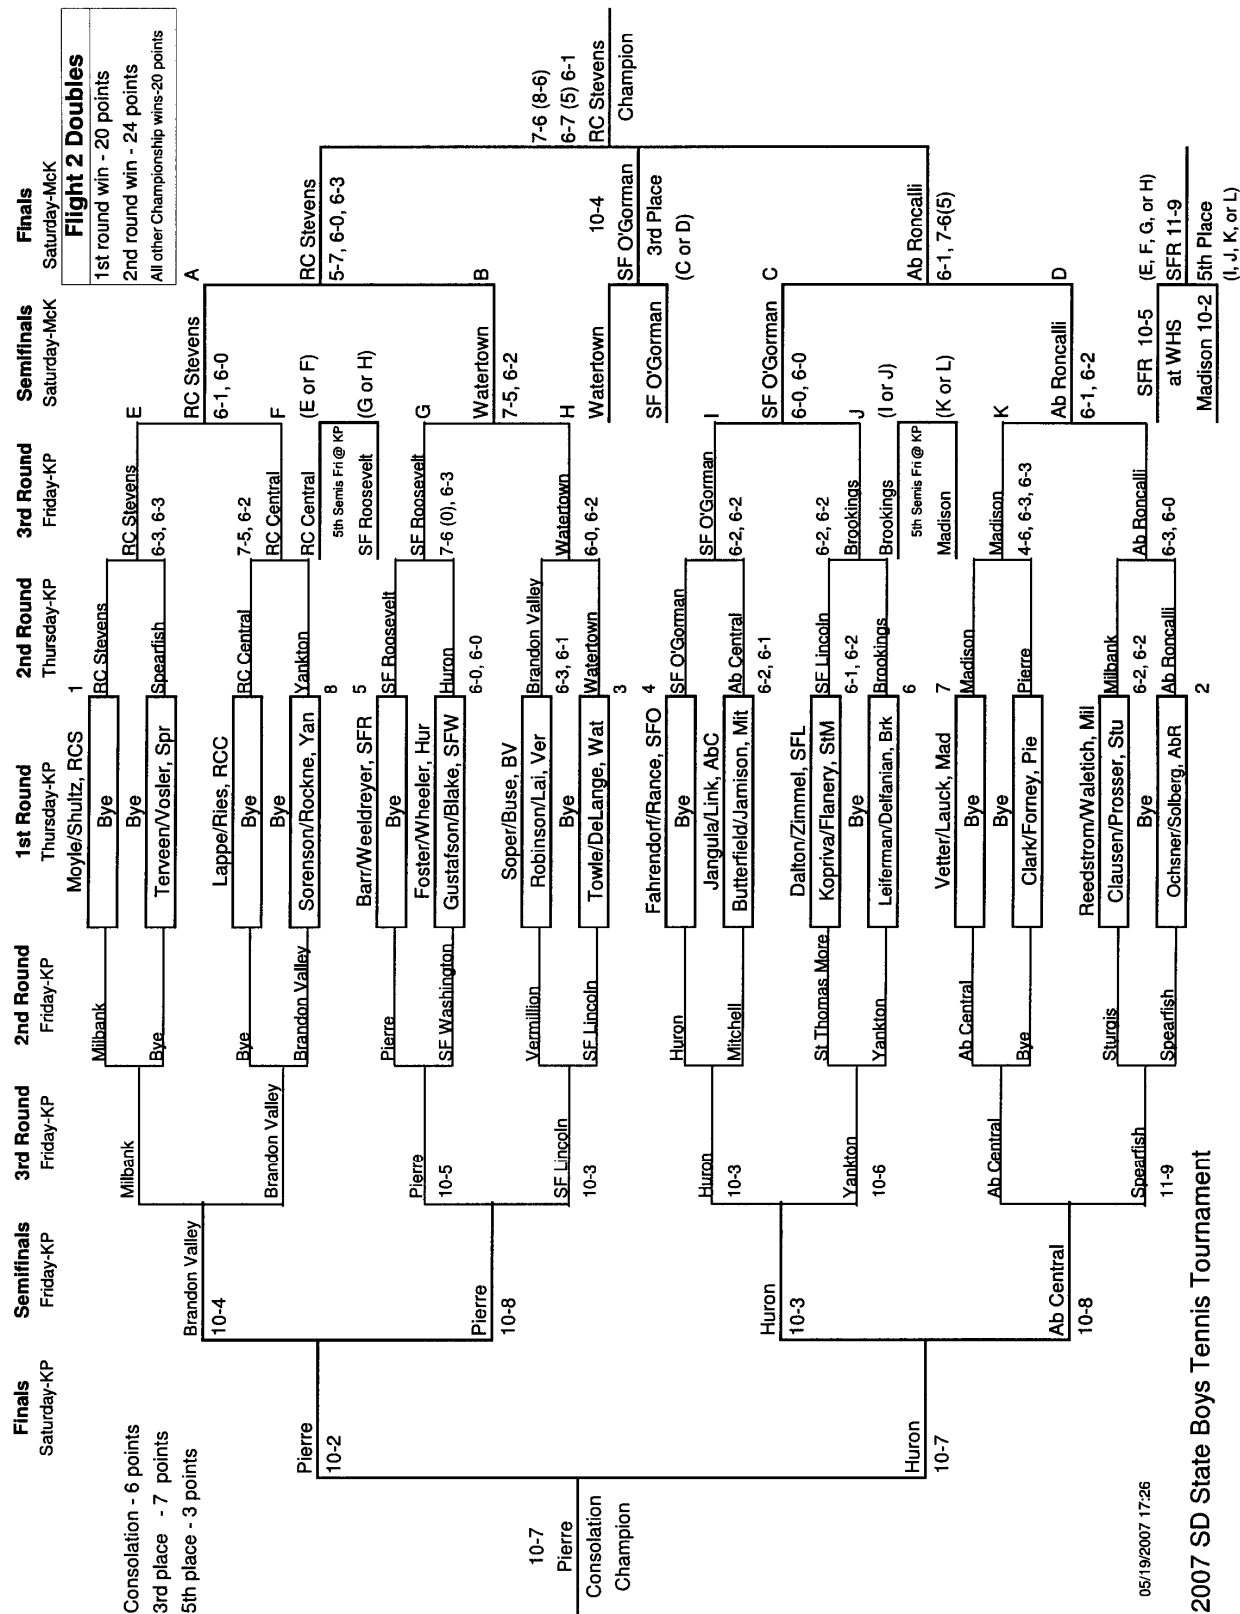 Finals
Saturday-KP
Semifinals
Friday-KP
3rd Round
Friday-KP
2nd Round
Friday-KP
1st Round
Thursday-KP
2nd Round
Thursday-KP
3rd Round
Friday-KP
Semifinals
Saturday-McK
Finals
Saturday-McK
Flight 2 Doubles
1st round win - 20 points
2nd round win - 24 points
All other Championship wins-20 points
Consolation - 6 points
3rd place - 7 points
5th place - 3 points
10-7
Pierre
Consolation
Champion
Pierre
10-2
Huron
10-7
Brandon Valley
10-4
Pierre
10-8
Huron
10-3
Ab Central
10-8
Milbank
Brandon Valley
Pierre
10-5
SF Lincoln
10-3
Huron
10-3
Yankton
10-6
Ab Central
Spearfish
11-9
Milbank
Bye
Bye
Brandon Valley
Pierre
SF Washington
Vermillion
SF Lincoln
Huron
Mitchell
St Thomas More
Yankton
Ab Central
Bye
Sturgis
Spearfish
Moyle/Shultz, RCS 1
Bye
Bye
Terveen/Vosler, Spr
Lappe/Ries, RCC
Bye
Bye
Sorenson/Rockne, Yan 8
Barr/Weeldreyer, SFR 5
Bye
Foster/Wheeler, Hur
Gustafson/Blake, SFW
Soper/Buse, BV
Robinson/Lai, Ver
Bye
Towle/DeLange, Wat 3
Fahrendorf/Rance, SFO 4
Bye
Jangula/Link, AbC
Butterfield/Jamison, Mit
Dalton/Zimmel, SFL
Kopriva/Flanery, StM
Bye
Leiferman/Delfanian, Brk 6
Vetter/Lauck, Mad 7
Bye
Bye
Clark/Forney, Pie
Reedstrom/Waletich, Mil
Clausen/Prosser, Stu
Bye
Ochsner/Solberg, AbR 2
RC Stevens
Spearfish
RC Central
Yankton
SF Roosevelt
Huron
6-0, 6-0
Brandon Valley
6-3, 6-1
Watertown
SF O'Gorman
Ab Central
6-2, 6-1
SF Lincoln
6-1, 6-2
Brookings
Madison
Pierre
Milbank
6-2, 6-2
Ab Roncalli
RC Stevens E
6-3, 6-3
7-5, 6-2
RC Central F
RC Central (E or F)
5th Semis Fri @ KP
SF Roosevelt (G or H)
SF Roosevelt G
7-6 (0), 6-3
Watertown H
6-0, 6-2
SF O'Gorman I
6-2, 6-2
6-2, 6-2
Brookings J
Brookings (I or J)
5th Semis Fri @ KP
Madison (K or L)
Madison K
4-6, 6-3, 6-3
Ab Roncalli
6-3, 6-0
RC Stevens A
6-1, 6-0
Watertown B
7-5, 6-2
Watertown
SF O'Gorman
SF O'Gorman C
6-0, 6-0
Ab Roncalli D
6-1, 6-2
SFR 10-5
at WHS
Madison 10-2
RC Stevens
5-7, 6-0, 6-3
10-4
SF O'Gorman
3rd Place
(C or D)
Ab Roncalli
6-1, 7-6(5)
(E, F, G, or H)
SFR 11-9
5th Place
(I, J, K, or L)
7-6 (8-6)
6-7 (5) 6-1
RC Stevens
Champion
05/19/2007 17:26
2007 SD State Boys Tennis Tournament